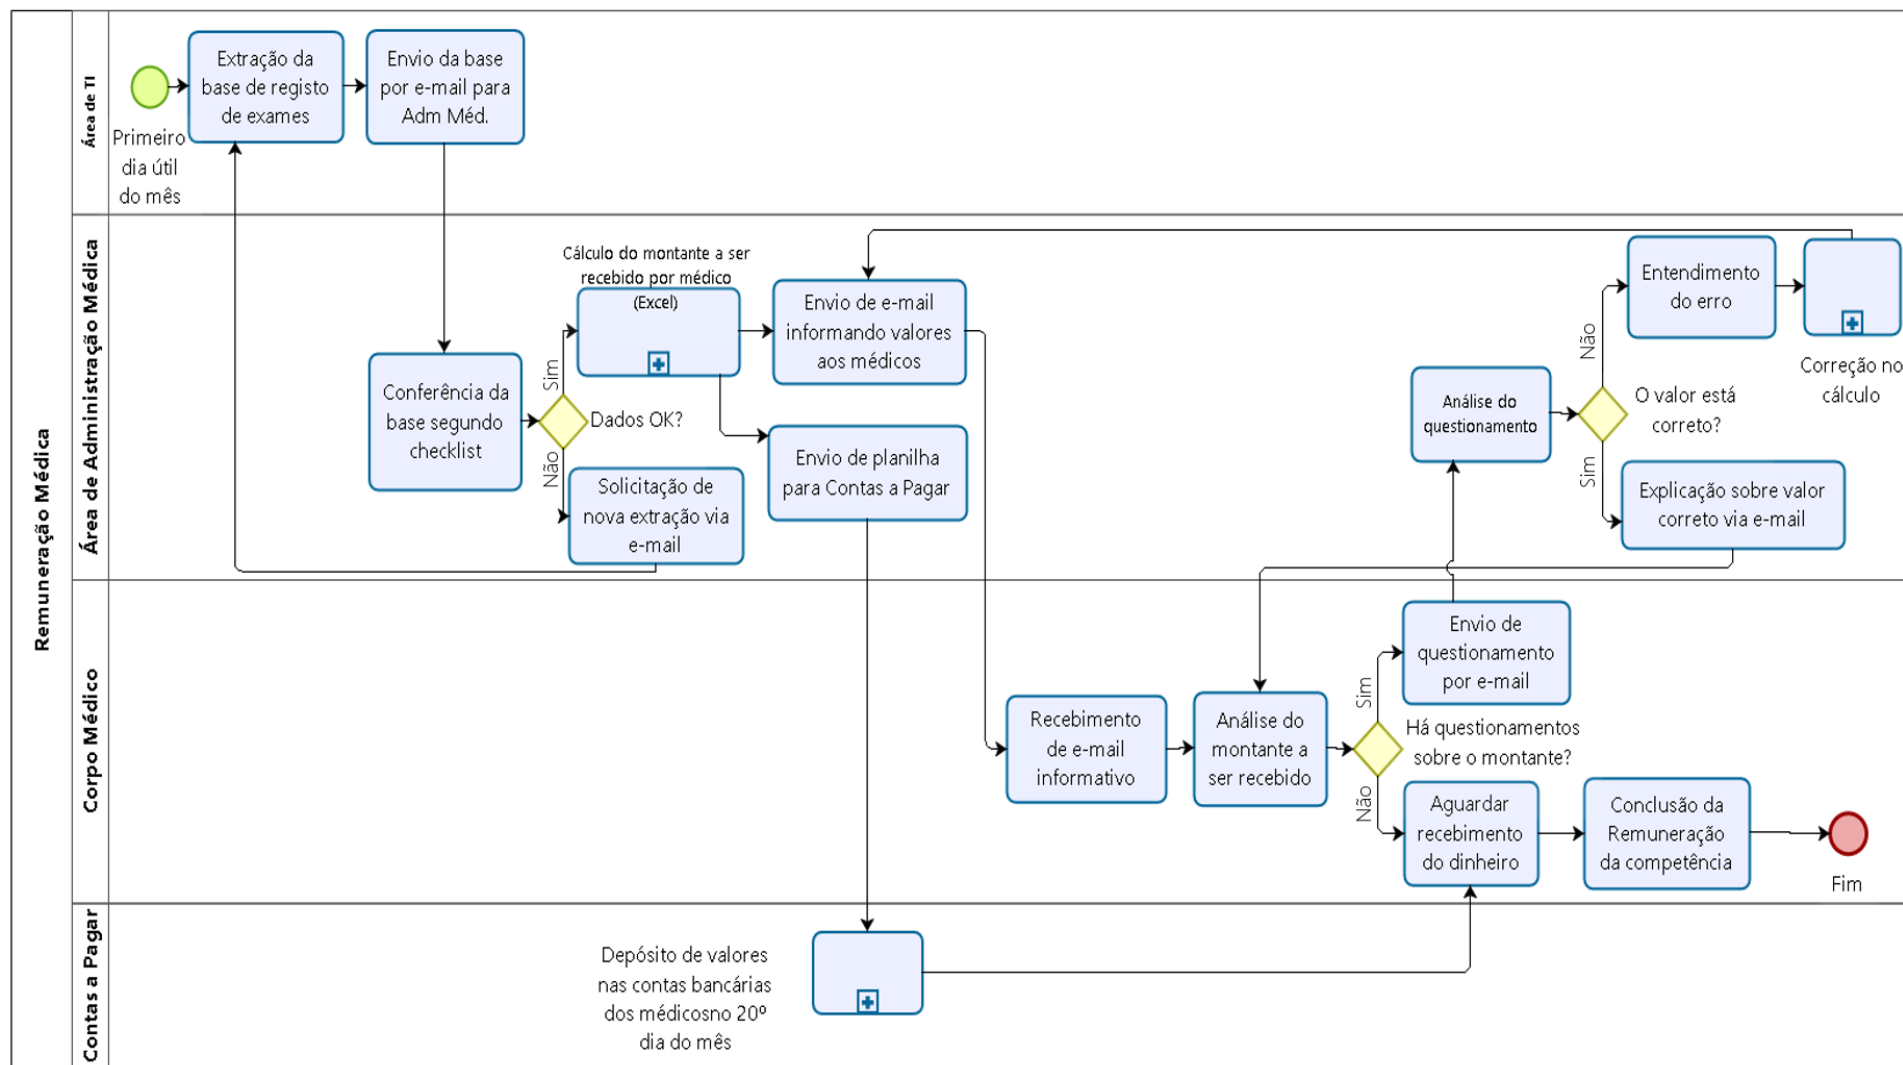 Remuneração Médica
Área de TI
Primeiro
dia útil
do mês
Extração da
base de registo
de exames
Envio da base
por e-mail para
Adm Méd.
Área de Administração Médica
Conferência da
base segundo
checklist
Dados OK?
Sim
Não
Cálculo do montante a ser
recebido por médico
(Excel)
Solicitação de
nova extração via
e-mail
Envio de e-mail
informando valores
aos médicos
Envio de planilha
para Contas a Pagar
Análise do
questionamento
O valor está
correto?
Não
Sim
Entendimento
do erro
Correção no
cálculo
Explicação sobre valor
correto via e-mail
Corpo Médico
Recebimento
de e-mail
informativo
Análise do
montante a
ser recebido
Há questionamentos
sobre o montante?
Sim
Não
Envio de
questionamento
por e-mail
Aguardar
recebimento
do dinheiro
Conclusão da
Remuneração
da competência
Fim
Contas a Pagar
Depósito de valores
nas contas bancárias
dos médicosno 20º
dia do mês